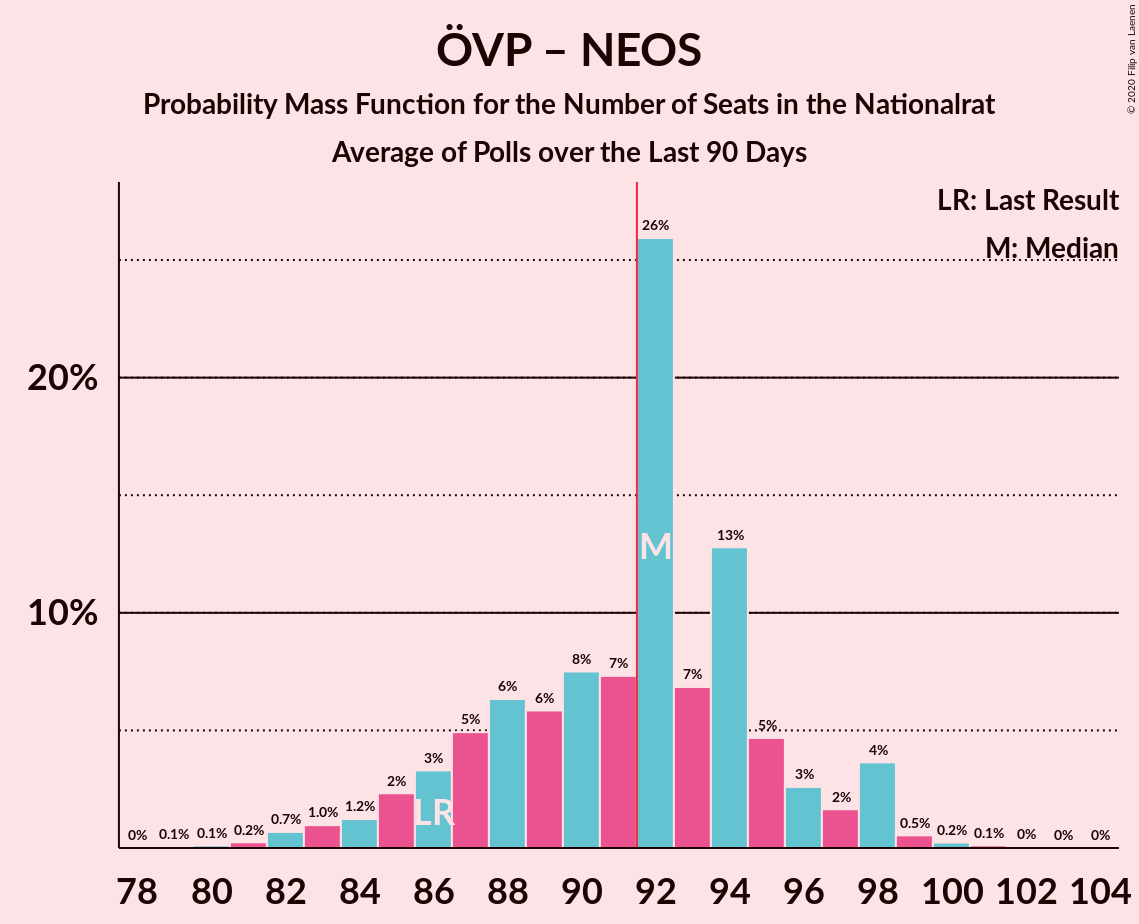 ÖVP – NEOS
Probability Mass Function for the Number of Seats in the Nationalrat
Average of Polls over the Last 90 Days
© 2020 Filip van Laenen
LR: Last Result
M: Median
20%
10%
0% 0.1% 0.1% 0.2% 0.7% 1.0% 1.2% 2% 3% 5% 6% 6% 8% 7% 26% 7% 13% 5% 3% 2% 4% 0.5% 0.2% 0.1% 0% 0% 0%
M
LR
78 80 82 84 86 88 90 92 94 96 98 100 102 104